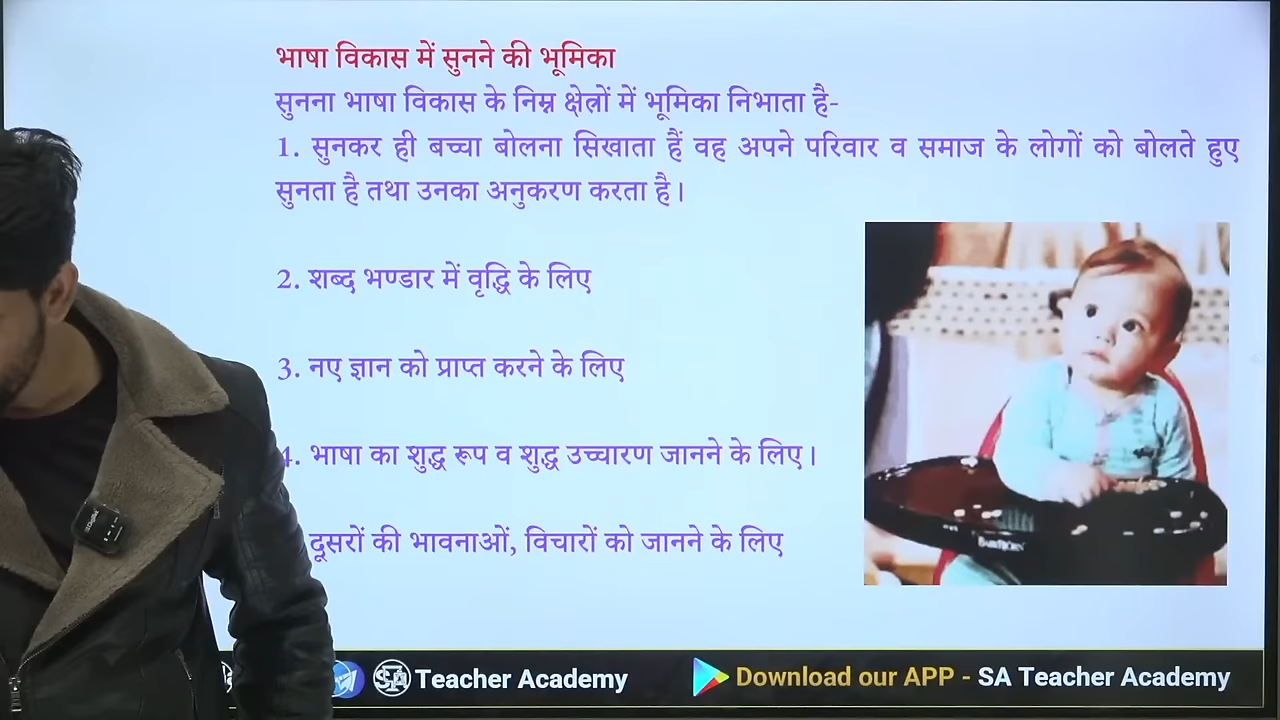 भाषा विकास में सुनने की भूमिका
सुनना भाषा विकास के निम्न क्षेत्रों में भूमिका निभाता है-
1. सुनकर ही बच्चा बोलना सिखाता हैं वह अपने परिवार व समाज के लोगों को बोलते हुए
सुनता है तथा उनका अनुकरण करता है।
2. शब्द भण्डार में वृद्धि के लिए
3. नए ज्ञान को प्राप्त करने के लिए
4. भाषा का शुद्ध रूप व शुद्ध उच्चारण जानने के लिए।
दूसरों की भावनाओं, विचारों को जानने के लिए
Teacher Academy
Download our APP - SA Teacher Academy